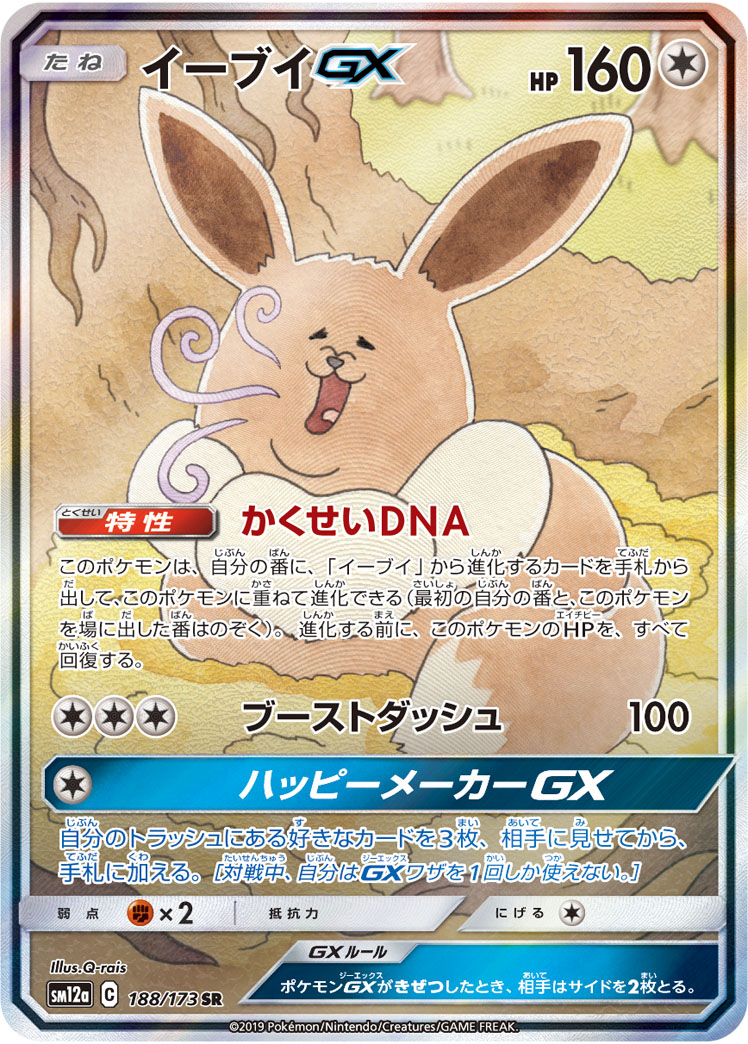 たね イーブイGX HP160
とくせい
特性 かくせいDNA
このポケモンは、自分の番に、「イーブイ」から進化するカードを手札から
出して、このポケモンに重ねて進化できる(最初の自分の番と、このポケモン
を場に出した番はのぞく)。進化する前に、このポケモンのHPを、すべて
回復する。
ブーストダッシュ 100
ハッピーメーカーGX
自分のトラッシュにある好きなカードを3枚、相手に見せてから、
手札に加える。[対戦中、自分はGXワザを1回しか使えない。]
弱点 ×2 抵抗力 にげる
Illus.Q-rais
GXルール
ポケモンGXがきぜつしたとき、相手はサイドを2枚とる。
sm12a C 188/173 SR
©2019 Pokémon/Nintendo/Creatures/GAME FREAK.